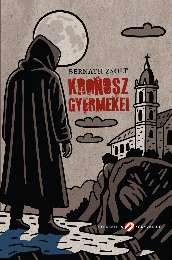 BERNÁTH ZSOLT
KRONOSZ
GYERMEKEI